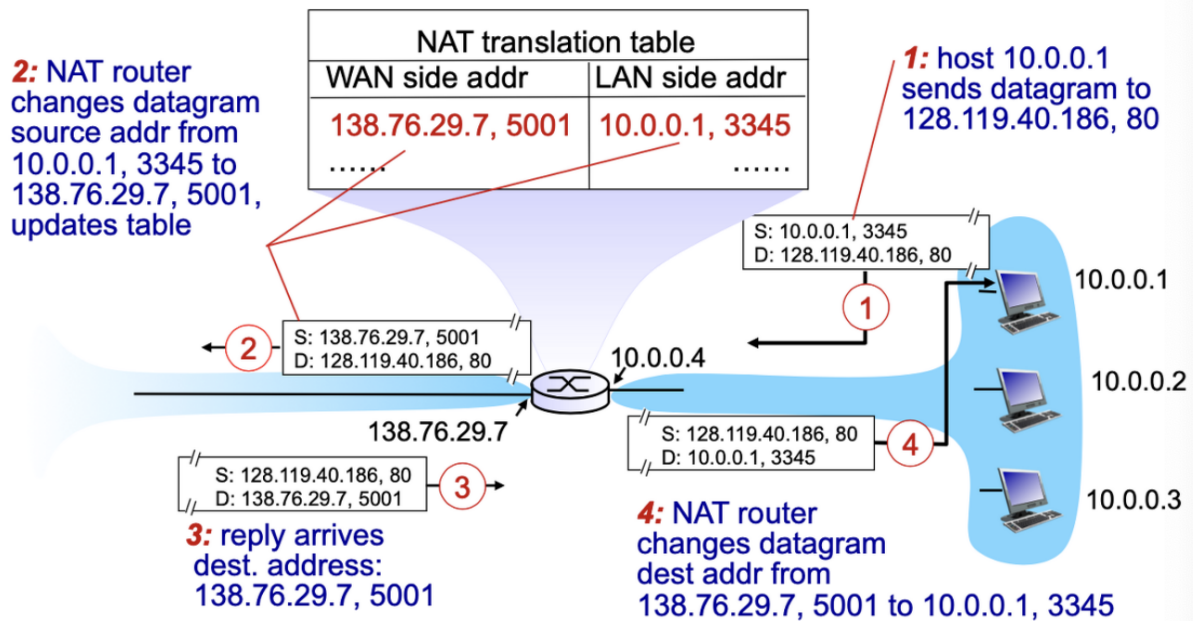 NAT translation table
WAN side addr LAN side addr
138.76.29.7, 5001 10.0.0.1, 3345
...... ......
2: NAT router
changes datagram
source addr from
10.0.0.1, 3345 to
138.76.29.7, 5001,
updates table
1: host 10.0.0.1
sends datagram to
128.119.40.186, 80
S: 10.0.0.1, 3345
D: 128.119.40.186, 80
1
10.0.0.1
2
S: 138.76.29.7, 5001
D: 128.119.40.186, 80
10.0.0.4
10.0.0.2
138.76.29.7
S: 128.119.40.186, 80
D: 10.0.0.1, 3345
4
S: 128.119.40.186, 80
D: 138.76.29.7, 5001
3
10.0.0.3
3: reply arrives
dest. address:
138.76.29.7, 5001
4: NAT router
changes datagram
dest addr from
138.76.29.7, 5001 to 10.0.0.1, 3345